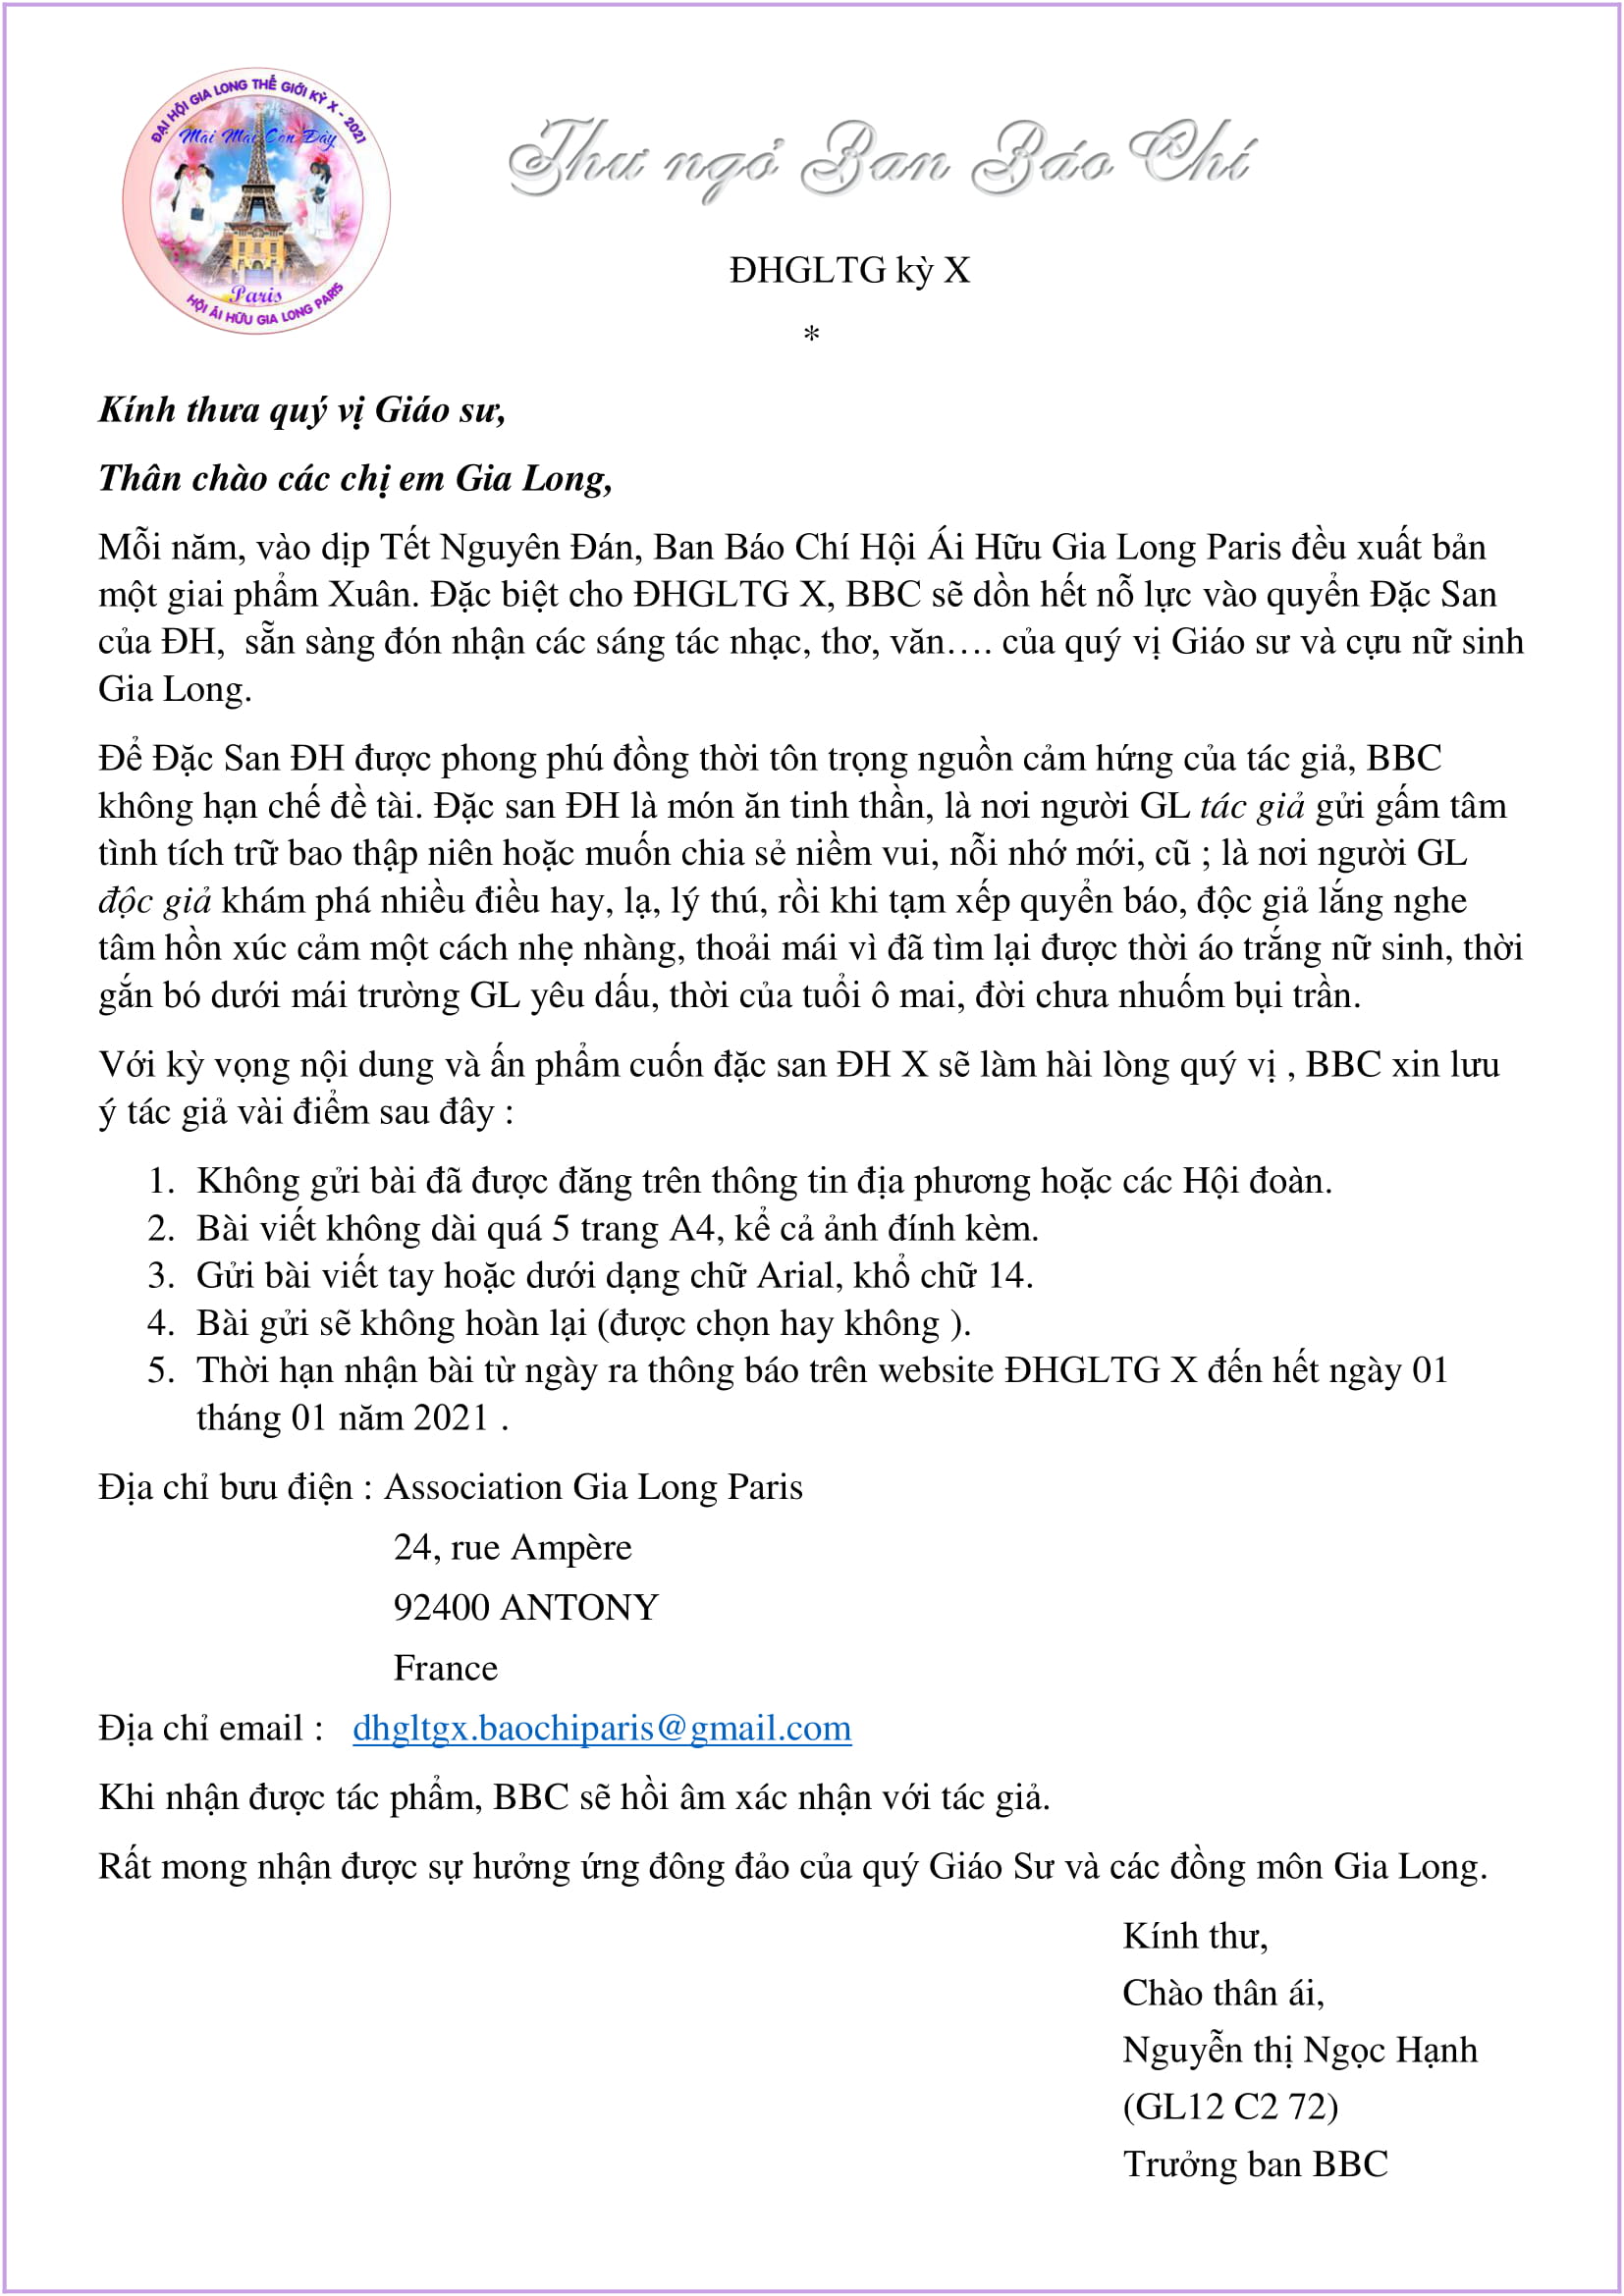 ĐẠI HỘI GIA LONG THẾ GIỚI KỲ X - 2021
Mãi Mãi Còn Đây
Paris
HỘI ÁI HỮU GIA LONG PARIS
Thư ngỏ Ban Báo Chí
ĐHGLTG kỳ X
*
Kính thưa quý vị Giáo sư,
Thân chào các chị em Gia Long,
Mỗi năm, vào dịp Tết Nguyên Đán, Ban Báo Chí Hội Ái Hữu Gia Long Paris đều xuất bản
một giai phẩm Xuân. Đặc biệt cho ĐHGLTG X, BBC sẽ dồn hết nỗ lực vào quyển Đặc San
của ĐH,  sẵn sàng đón nhận các sáng tác nhạc, thơ, văn…. của quý vị Giáo sư và cựu nữ sinh
Gia Long.
Để Đặc San ĐH được phong phú đồng thời tôn trọng nguồn cảm hứng của tác giả, BBC
không hạn chế đề tài. Đặc san ĐH là món ăn tinh thần, là nơi người GL tác giả gửi gấm tâm
tình tích trữ bao thập niên hoặc muốn chia sẻ niềm vui, nỗi nhớ mới, cũ ; là nơi người GL
độc giả khám phá nhiều điều hay, lạ, lý thú, rồi khi tạm xếp quyển báo, độc giả lắng nghe
tâm hồn xúc cảm một cách nhẹ nhàng, thoải mái vì đã tìm lại được thời áo trắng nữ sinh, thời
gắn bó dưới mái trường GL yêu dấu, thời của tuổi ô mai, đời chưa nhuốm bụi trần.
Với kỳ vọng nội dung và ấn phẩm cuốn đặc san ĐH X sẽ làm hài lòng quý vị , BBC xin lưu
ý tác giả vài điểm sau đây :
1. Không gửi bài đã được đăng trên thông tin địa phương hoặc các Hội đoàn.
2. Bài viết không dài quá 5 trang A4, kể cả ảnh đính kèm.
3. Gửi bài viết tay hoặc dưới dạng chữ Arial, khổ chữ 14.
4. Bài gửi sẽ không hoàn lại (được chọn hay không ).
5. Thời hạn nhận bài từ ngày ra thông báo trên website ĐHGLTG X đến hết ngày 01
tháng 01 năm 2021 .
Địa chỉ bưu điện : Association Gia Long Paris
24, rue Ampère
92400 ANTONY
France
Địa chỉ email :   dhgltgx.baochiparis@gmail.com
Khi nhận được tác phẩm, BBC sẽ hồi âm xác nhận với tác giả.
Rất mong nhận được sự hưởng ứng đông đảo của quý Giáo Sư và các đồng môn Gia Long.
Kính thư,
Chào thân ái,
Nguyễn thị Ngọc Hạnh
(GL12 C2 72)
Trưởng ban BBC